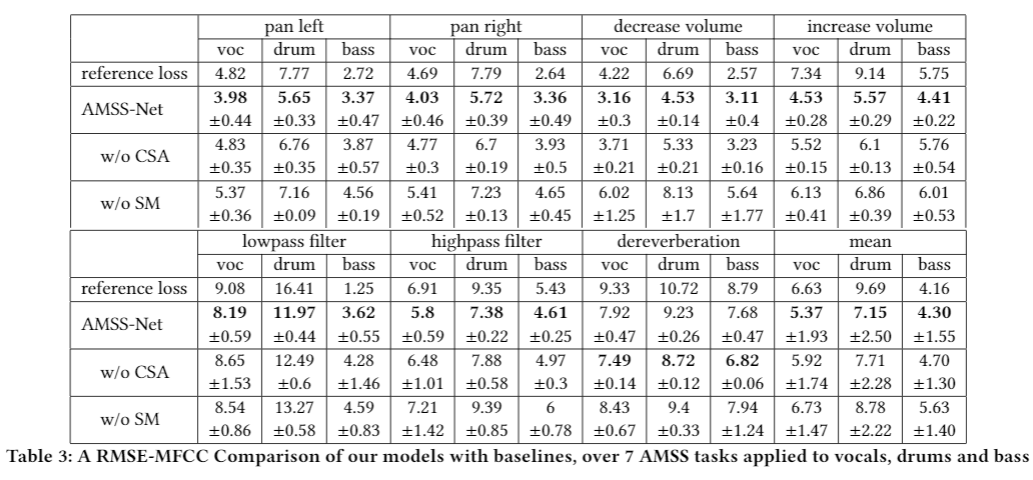 pan left pan right decrease volume increase volume
voc drum bass voc drum bass voc drum bass voc drum bass
reference loss 4.82 7.77 2.72 4.69 7.79 2.64 4.22 6.69 2.57 7.34 9.14 5.75
AMSS-Net 3.98 5.65 3.37 4.03 5.72 3.36 3.16 4.53 3.11 4.53 5.57 4.41
±0.44 ±0.33 ±0.47 ±0.46 ±0.39 ±0.49 ±0.3 ±0.14 ±0.4 ±0.28 ±0.29 ±0.22
w/o CSA 4.83 6.76 3.87 4.77 6.7 3.93 3.71 5.33 3.23 5.52 6.1 5.76
±0.35 ±0.35 ±0.57 ±0.3 ±0.19 ±0.5 ±0.21 ±0.21 ±0.16 ±0.15 ±0.13 ±0.54
w/o SM 5.37 7.16 4.56 5.41 7.23 4.65 6.02 8.13 5.64 6.13 6.86 6.01
±0.36 ±0.09 ±0.19 ±0.52 ±0.13 ±0.45 ±1.25 ±1.7 ±1.77 ±0.41 ±0.39 ±0.53
lowpass filter highpass filter dereverberation mean
voc drum bass voc drum bass voc drum bass voc drum bass
reference loss 9.08 16.41 1.25 6.91 9.35 5.43 9.33 10.72 8.79 6.63 9.69 4.16
AMSS-Net 8.19 11.97 3.62 5.8 7.38 4.61 7.92 9.23 7.68 5.37 7.15 4.30
±0.59 ±0.44 ±0.55 ±0.59 ±0.22 ±0.25 ±0.47 ±0.26 ±0.47 ±1.93 ±2.50 ±1.55
w/o CSA 8.65 12.49 4.28 6.48 7.88 4.97 7.49 8.72 6.82 5.92 7.71 4.70
±1.53 ±0.6 ±1.46 ±1.01 ±0.58 ±0.3 ±0.14 ±0.12 ±0.06 ±1.74 ±2.28 ±1.30
w/o SM 8.54 13.27 4.59 7.21 9.39 6 8.43 9.4 7.94 6.73 8.78 5.63
±0.86 ±0.58 ±0.83 ±1.42 ±0.85 ±0.78 ±0.67 ±0.33 ±1.24 ±1.47 ±2.22 ±1.40
Table 3: A RMSE-MFCC Comparison of our models with baselines, over 7 AMSS tasks applied to vocals, drums and bass